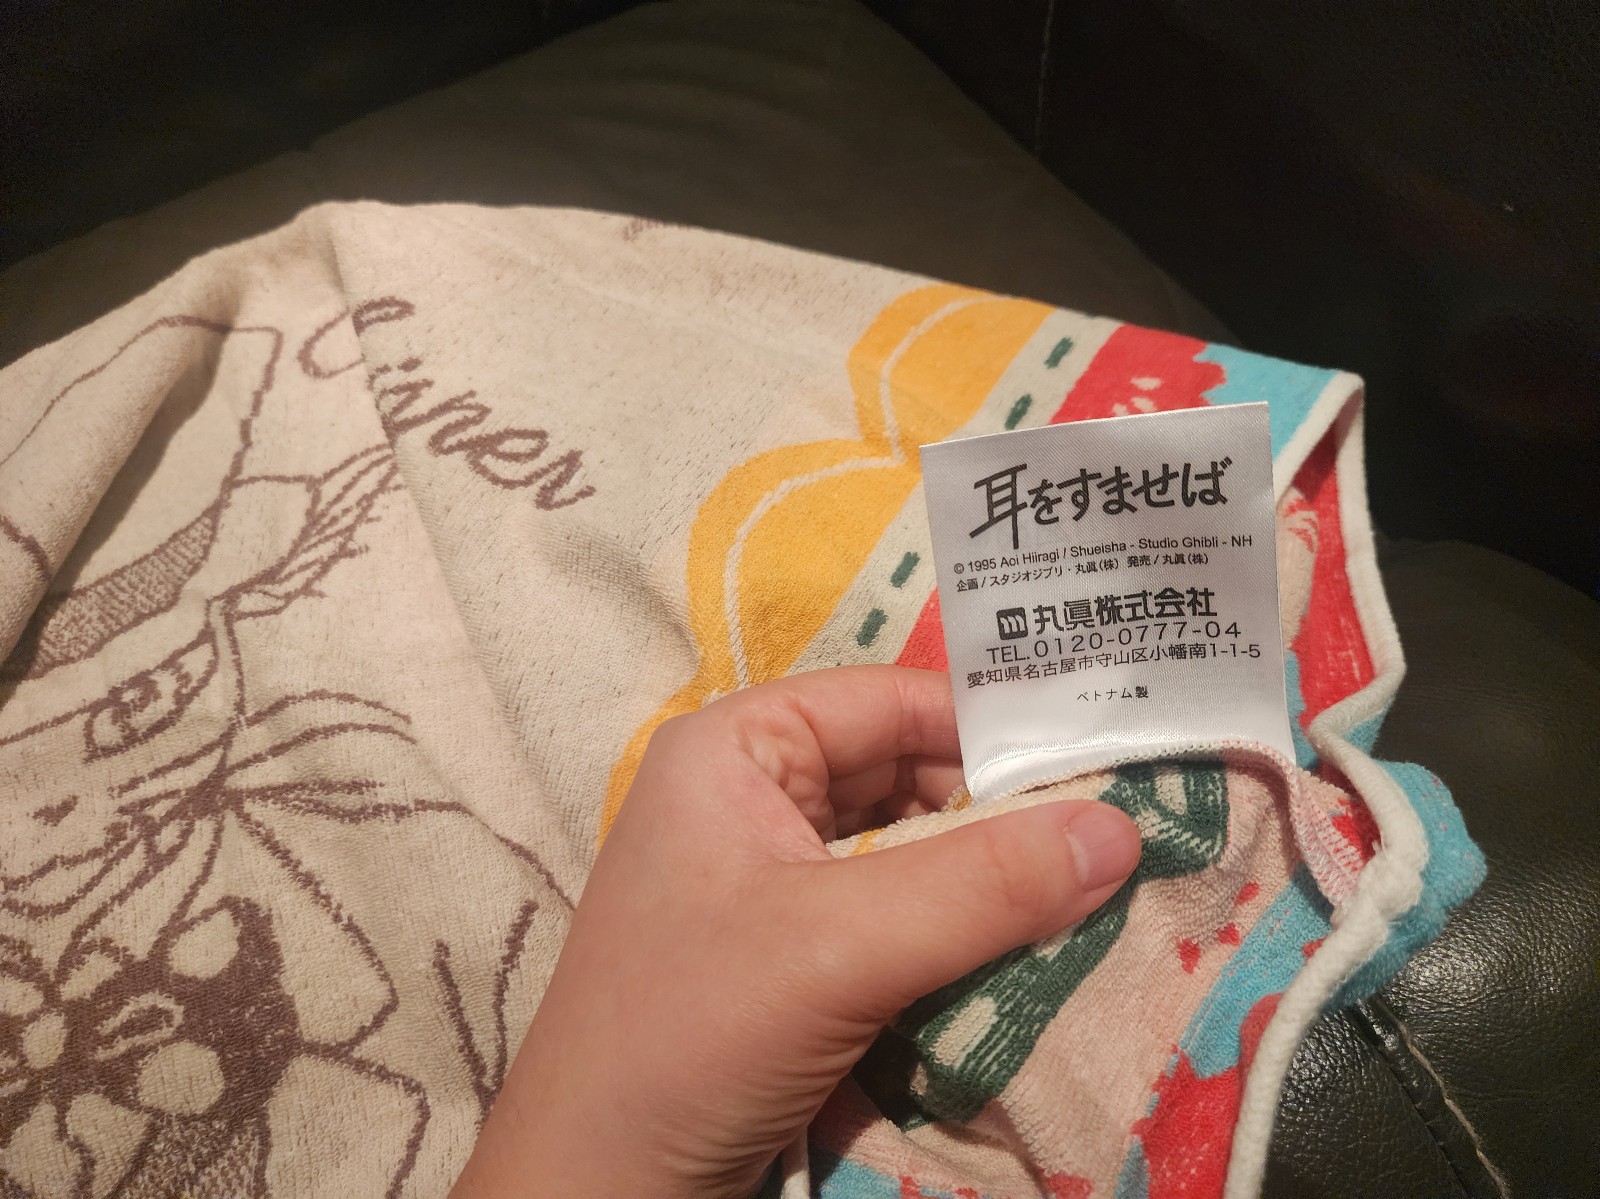 耳をすませば
© 1995 Aoi Hiiragi / Shueisha - Studio Ghibli - NH
企画 / スタジオジブリ・丸眞(株) 発売 / 丸眞(株)
m 丸眞株式会社
TEL.0120-0777-04
愛知県名古屋市守山区小幡南1-1-5
ベトナム製